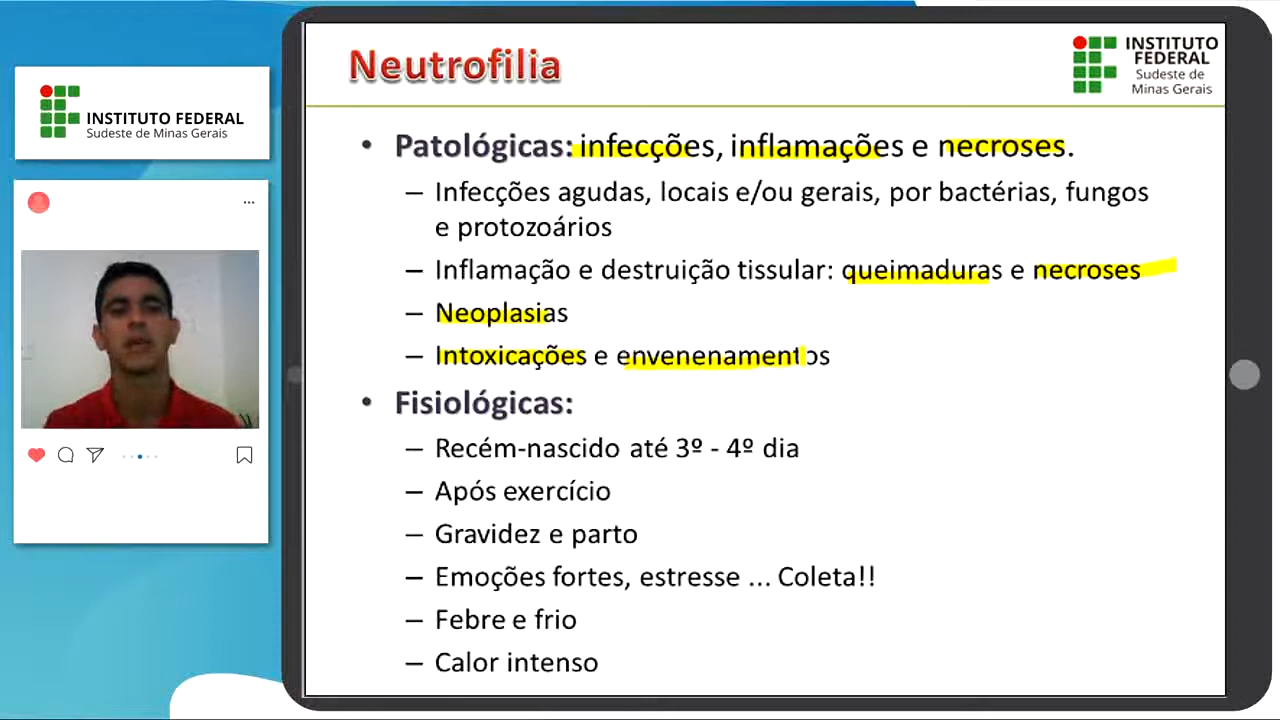 Neutrofilia
INSTITUTO
FEDERAL
Sudeste de
Minas Gerais
INSTITUTO FEDERAL
Sudeste de Minas Gerais
• Patológicas: infecções, inflamações e necroses.
– Infecções agudas, locais e/ou gerais, por bactérias, fungos
e protozoários
– Inflamação e destruição tissular: queimaduras e necroses
– Neoplasias
– Intoxicações e envenenamentos
• Fisiológicas:
– Recém-nascido até 3º - 4º dia
– Após exercício
– Gravidez e parto
– Emoções fortes, estresse ... Coleta!!
– Febre e frio
– Calor intenso